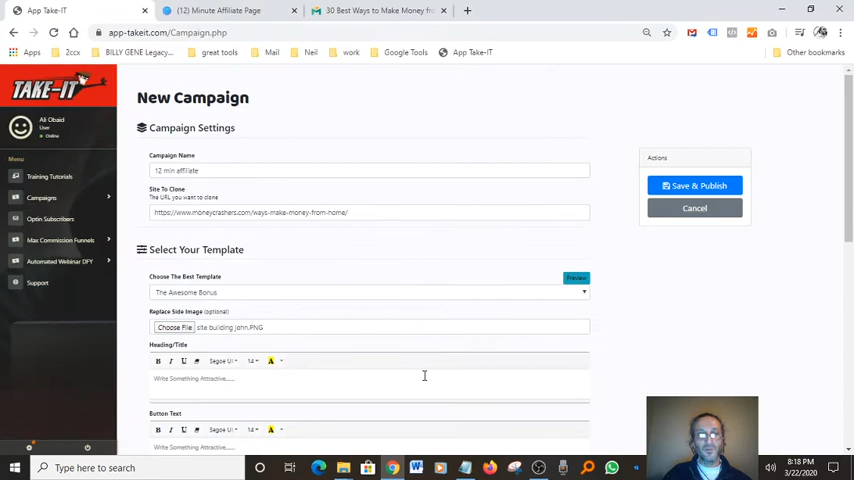 App Take-IT
(12) Minute Affiliate Page
30 Best Ways to Make Money fro
app-takeit.com/Campaign.php
Apps
2ccx
BILLY GENE Legacy...
great tools
Mail
Neil
work
Google Tools
App Take-IT
Other bookmarks
TAKE-IT
Ali Obaid
User
Online
Menu
Training Tutorials
Campaigns
Optin Subscribers
Max Commission Funnels
Automated Webinar DFY
Support
New Campaign
Campaign Settings
Campaign Name
12 min affiliate
Site To Clone
The URL you want to clone
https://www.moneycrashers.com/ways-make-money-from-home/
Select Your Template
Choose The Best Template
Preview
The Awesome Bonus
Replace Side Image (optional)
Choose File site building john.PNG
Heading/Title
B I U Segoe UI 14 A
Write Something Attractive......
Button Text
B I U Segoe UI 14 A
Write Something Attractive......
Actions
Save & Publish
Cancel
Type here to search
8:18 PM
3/22/2020